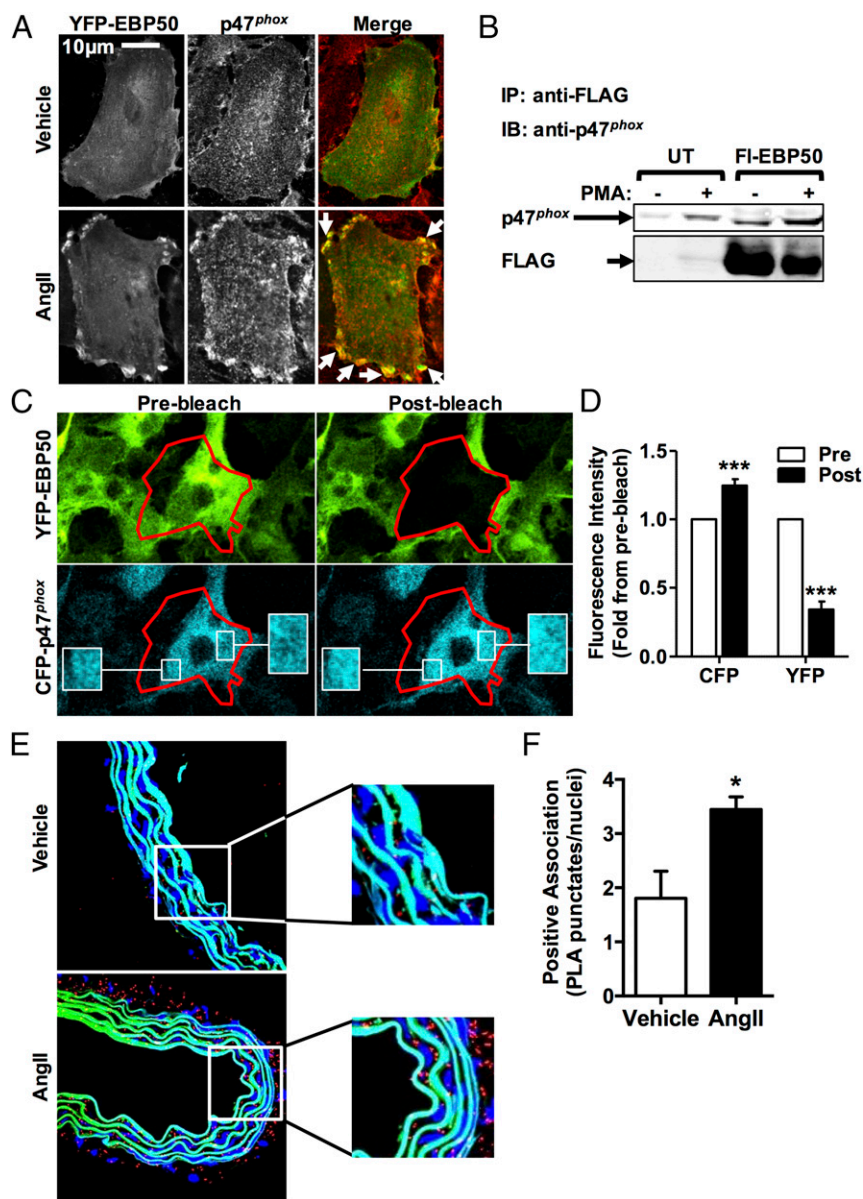 A
YFP-EBP50 p47phox Merge
10μm
Vehicle
AngII
B
IP: anti-FLAG
IB: anti-p47phox
UT Fl-EBP50
PMA: - + - +
p47phox
FLAG
C
Pre-bleach Post-bleach
YFP-EBP50
CFP-p47phox
D
Fluorescence Intensity
(Fold from pre-bleach)
1.5
1.0
0.5
0.0
*** ***
Pre
Post
CFP YFP
E
Vehicle
AngII
F
Positive Association
(PLA punctates/nuclei)
4
3
2
1
0
*
Vehicle AngII